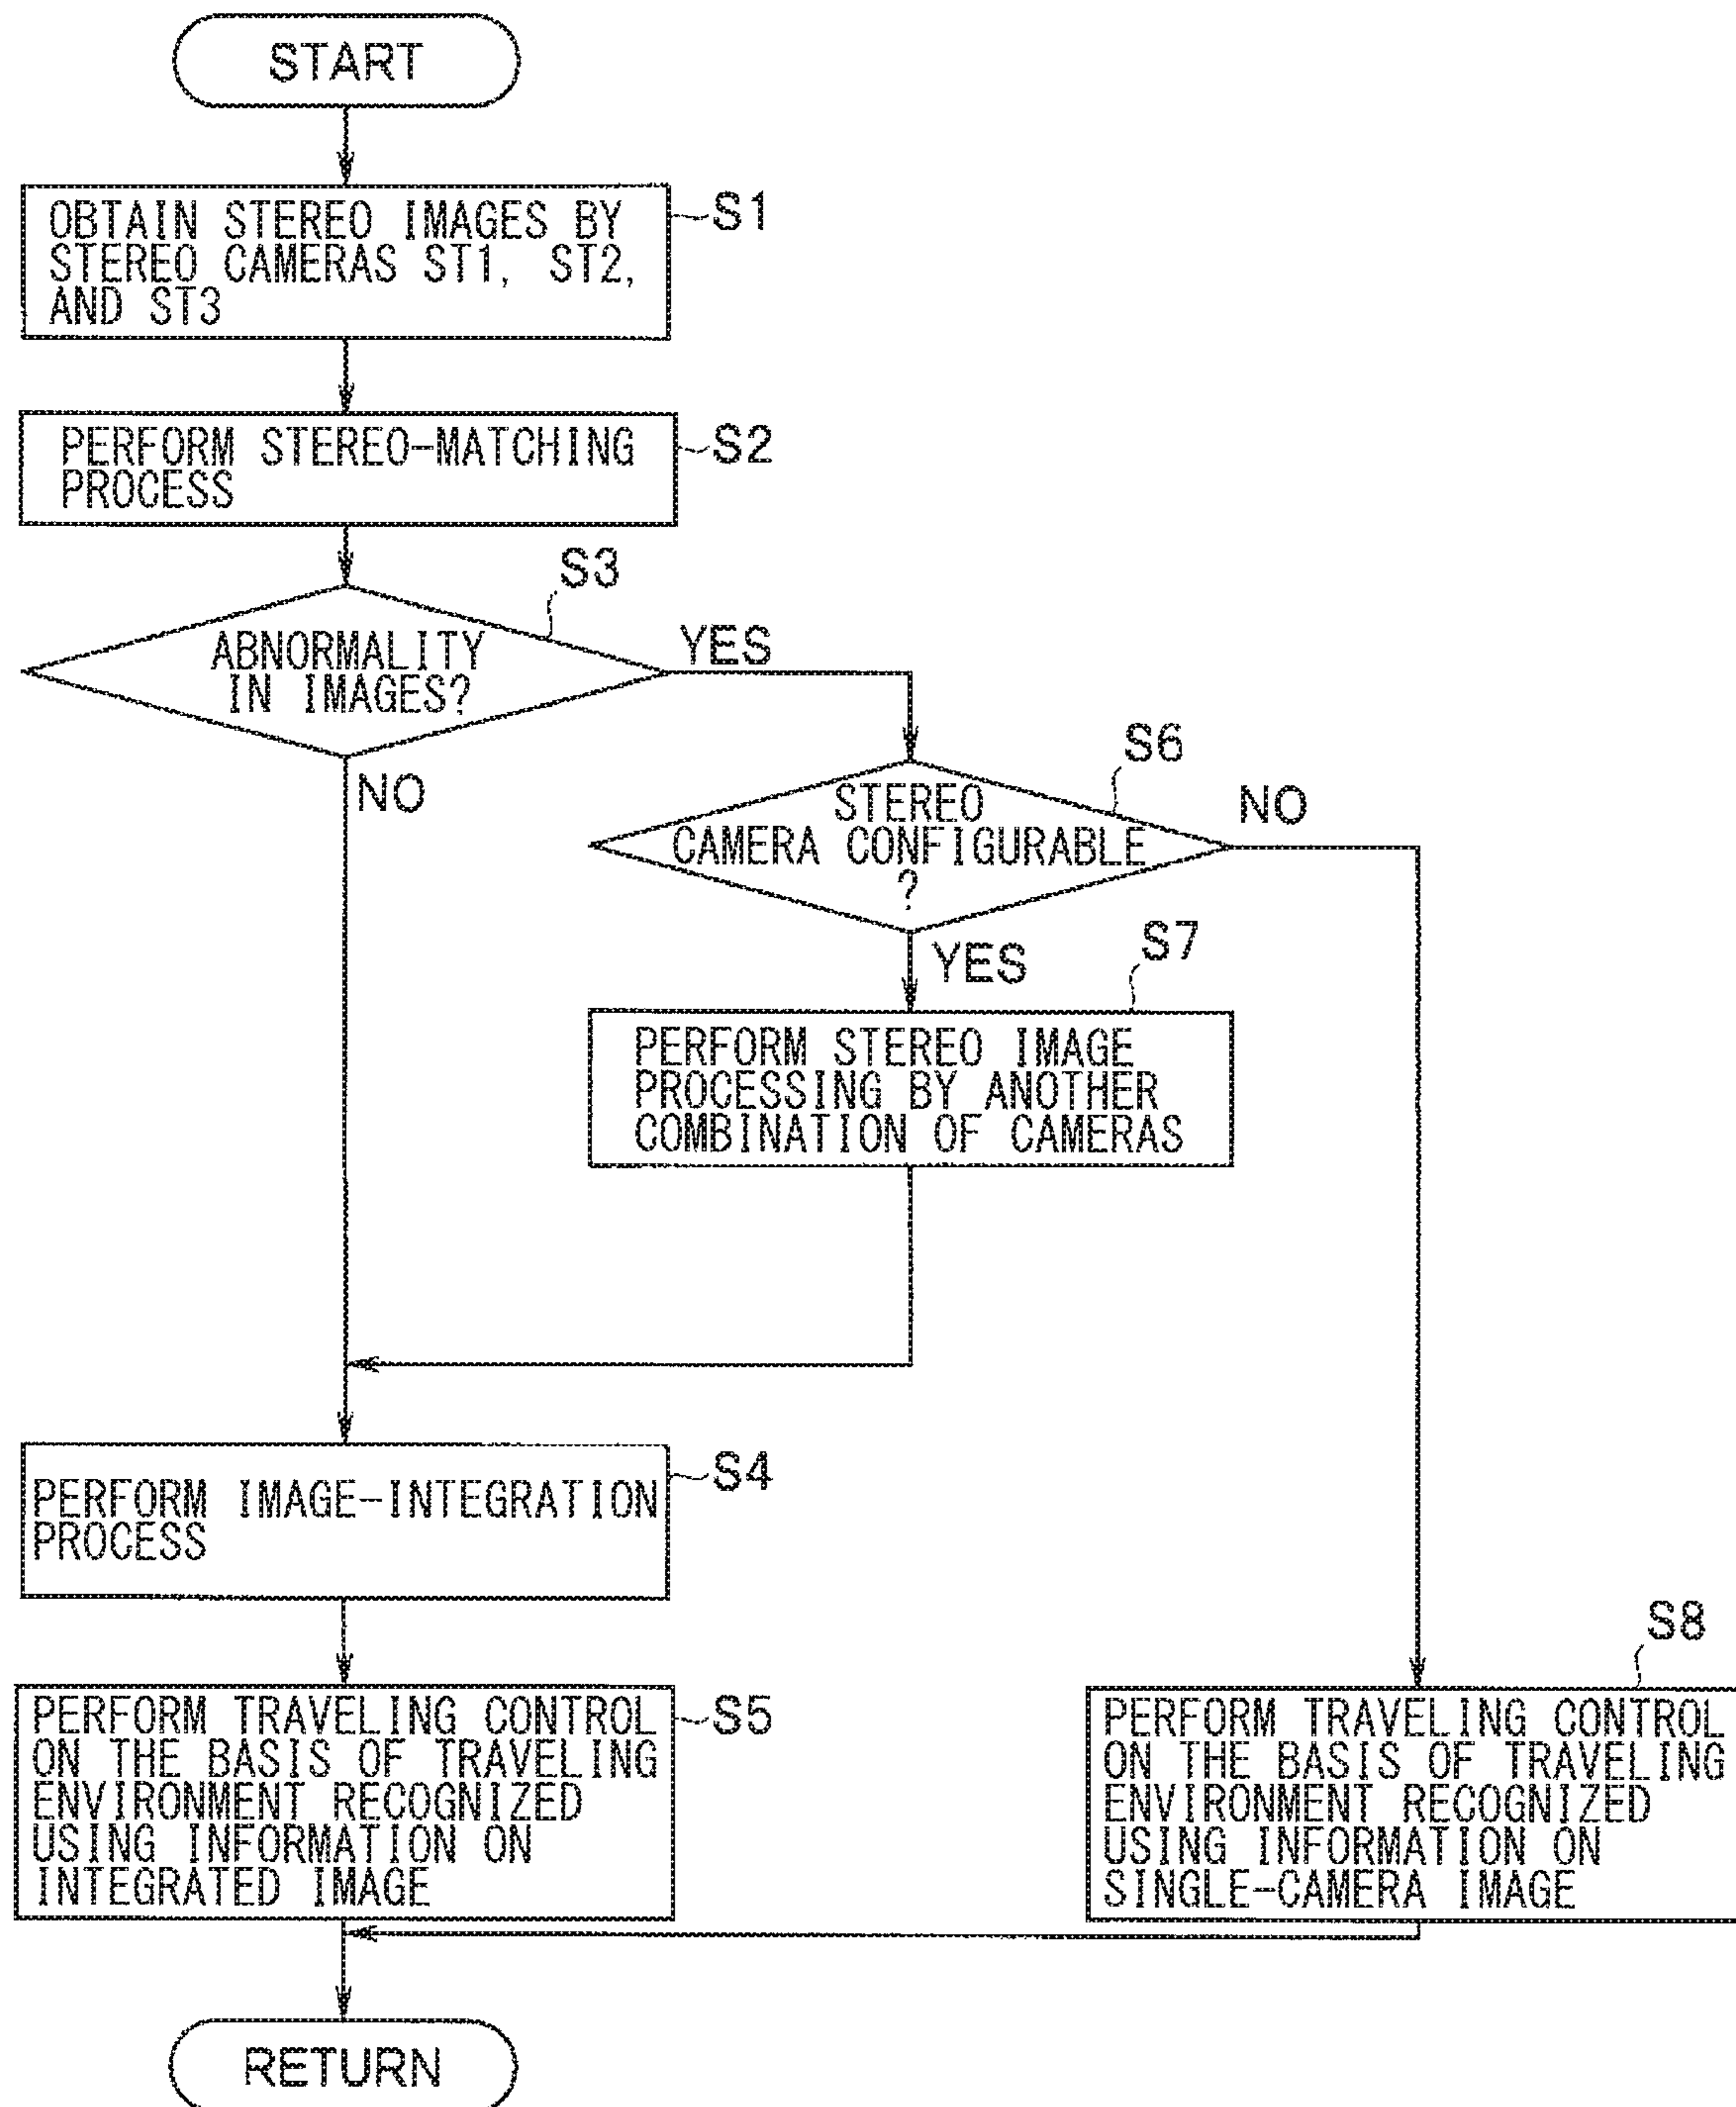 START
OBTAIN STEREO IMAGES BY
STEREO CAMERAS ST1, ST2,
AND ST3
S1
PERFORM STEREO-MATCHING
PROCESS
S2
S3
ABNORMALITY
IN IMAGES?
YES
NO
S6
STEREO
CAMERA CONFIGURABLE
?
NO
YES
S7
PERFORM STEREO IMAGE
PROCESSING BY ANOTHER
COMBINATION OF CAMERAS
PERFORM IMAGE-INTEGRATION
PROCESS
S4
PERFORM TRAVELING CONTROL
ON THE BASIS OF TRAVELING
ENVIRONMENT RECOGNIZED
USING INFORMATION ON
INTEGRATED IMAGE
S5
S8
PERFORM TRAVELING CONTROL
ON THE BASIS OF TRAVELING
ENVIRONMENT RECOGNIZED
USING INFORMATION ON
SINGLE-CAMERA IMAGE
RETURN